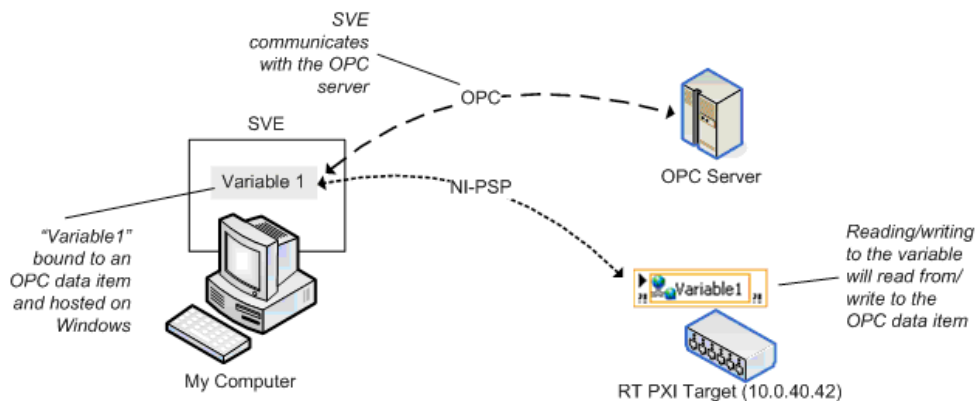 SVE
communicates
with the OPC
server
OPC
SVE
Variable 1
NI-PSP
OPC Server
"Variable1"
bound to an
OPC data item
and hosted on
Windows
Variable1
Reading/writing
to the variable
will read from/
write to the
OPC data item
My Computer
RT PXI Target (10.0.40.42)